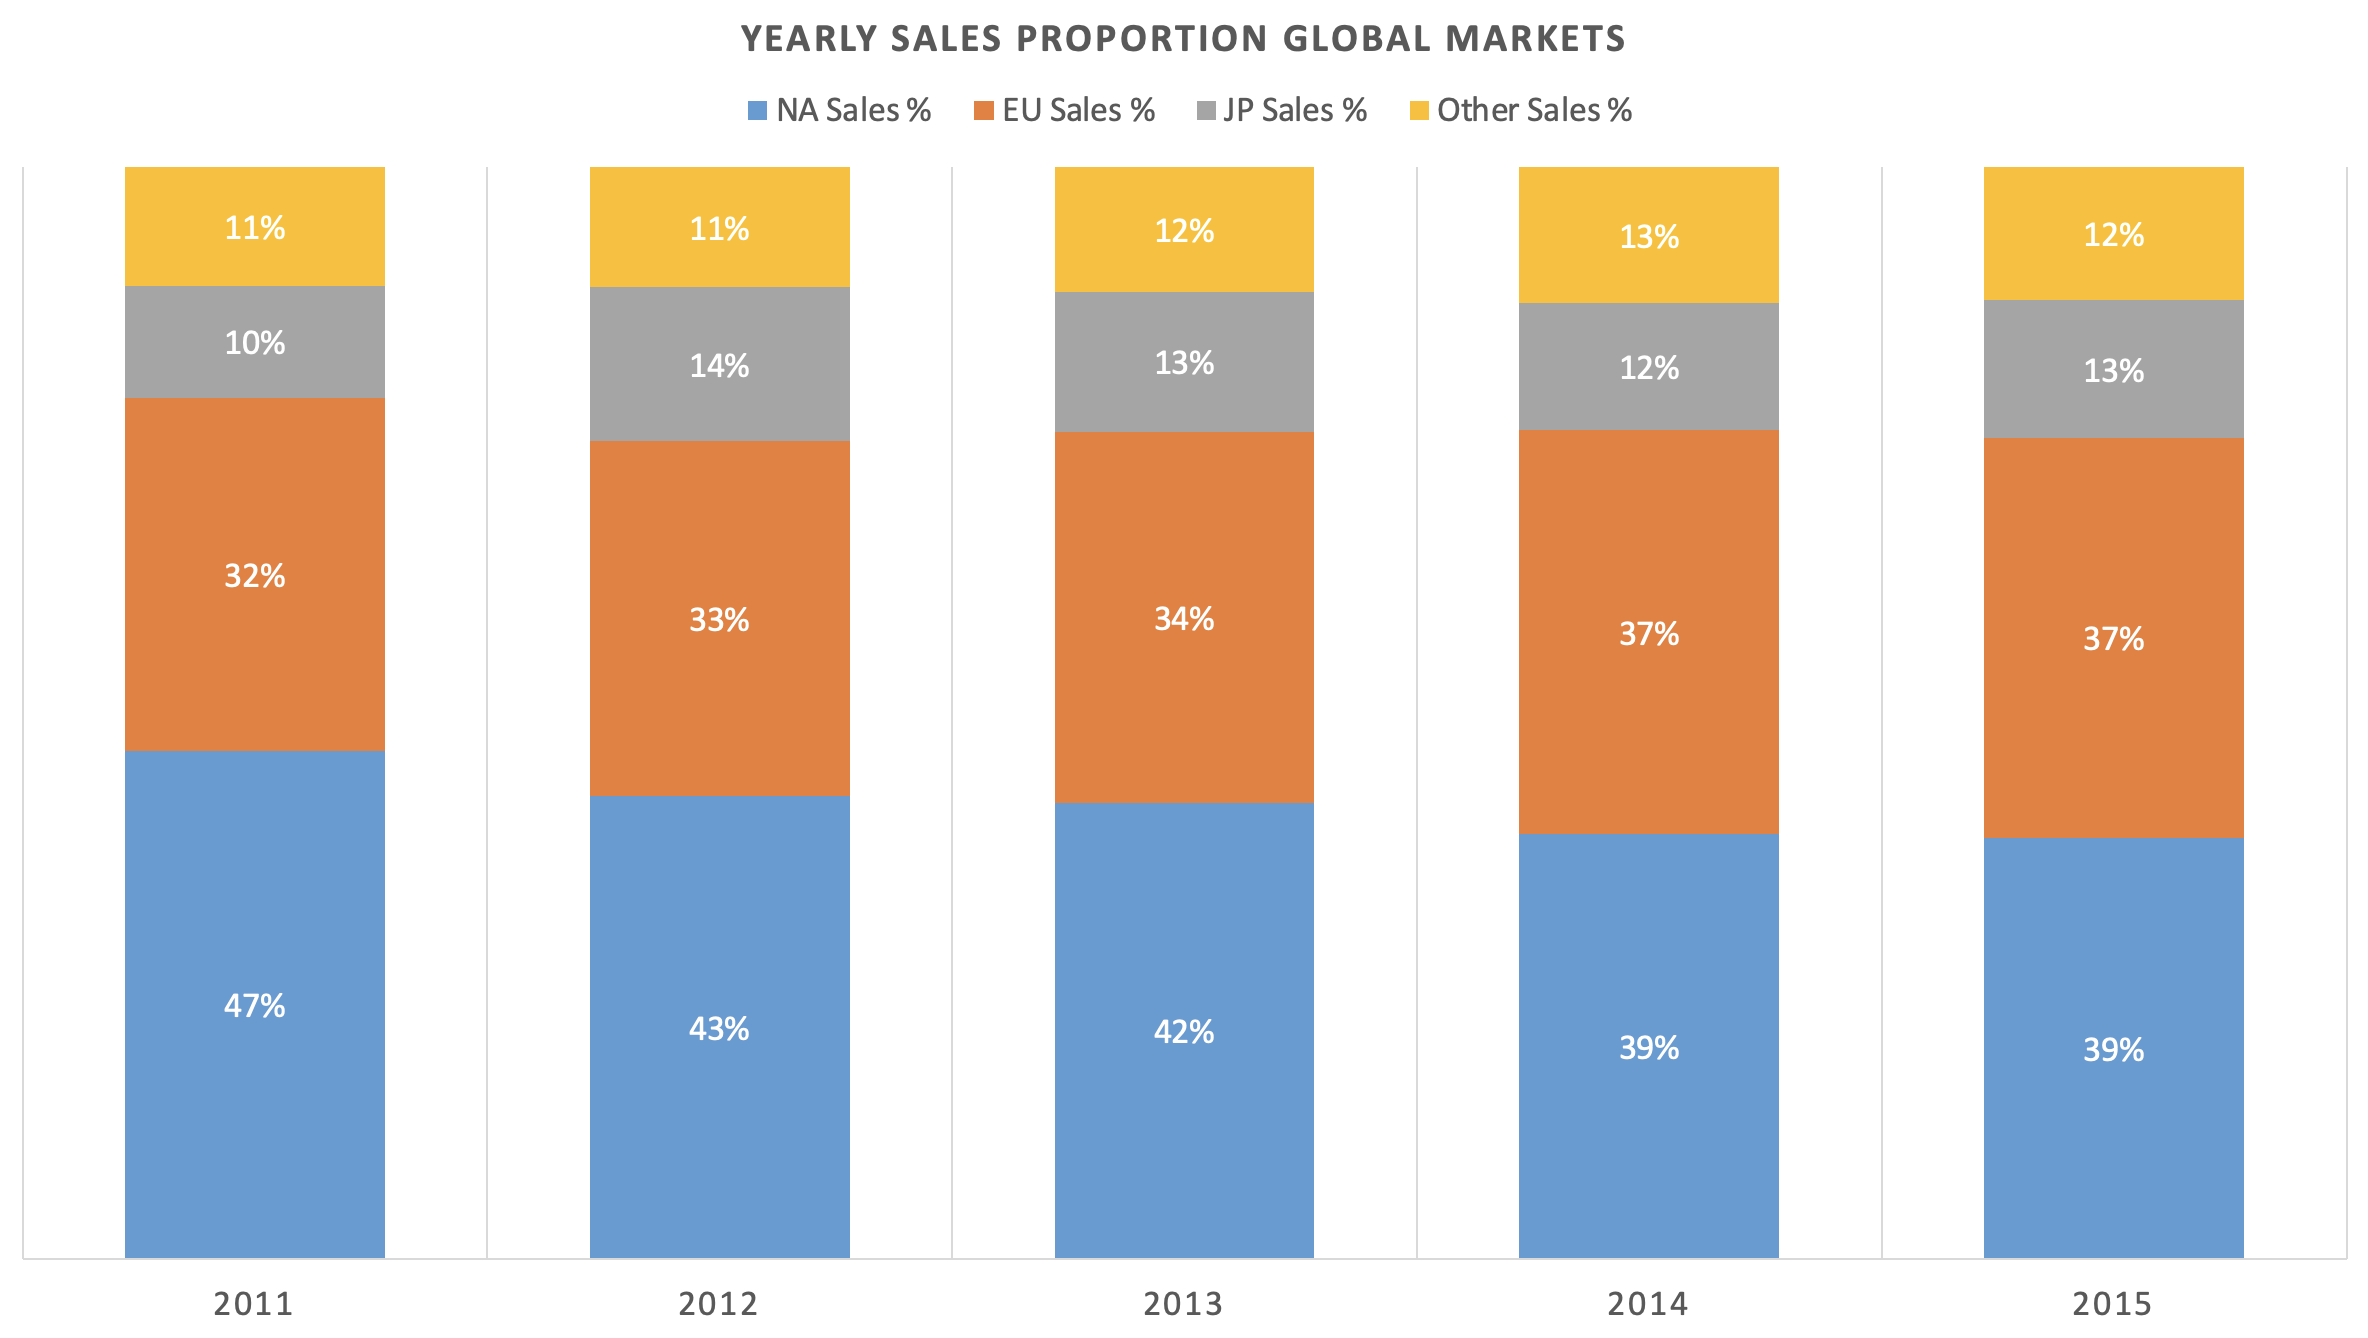 YEARLY SALES PROPORTION GLOBAL MARKETS
NA Sales % EU Sales % JP Sales % Other Sales %
11% 11% 12% 13% 12%
10% 14% 13% 12% 13%
32% 33% 34% 37% 37%
47% 43% 42% 39% 39%
2011 2012 2013 2014 2015